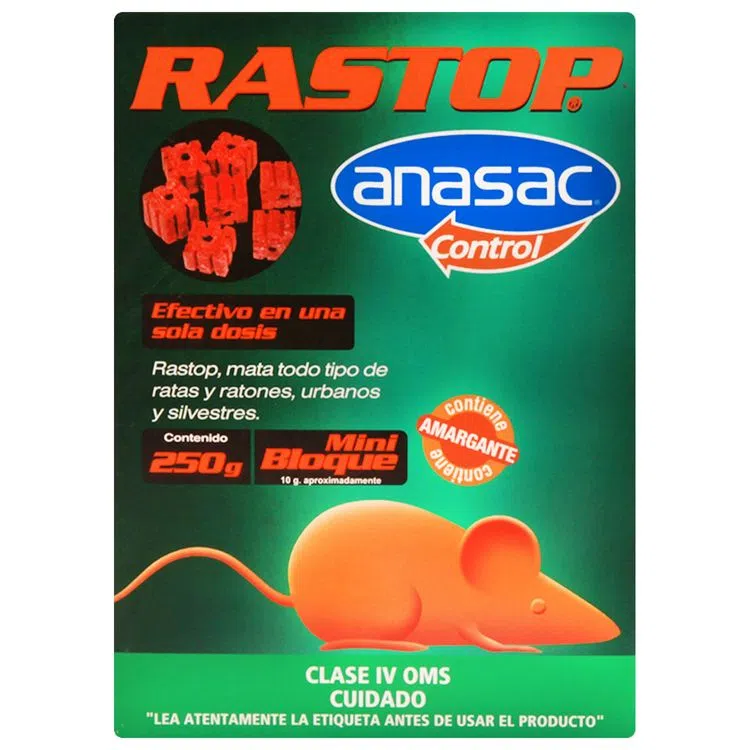 RASTOP®
anasac®
Control
Efectivo en una
sola dosis
Rastop, mata todo tipo de
ratas y ratones, urbanos
y silvestres.
Contenido
250g
Mini
Bloque
10 g. aproximadamente
contiene
AMARGANTE
contiene
CLASE IV OMS
CUIDADO
"LEA ATENTAMENTE LA ETIQUETA ANTES DE USAR EL PRODUCTO"